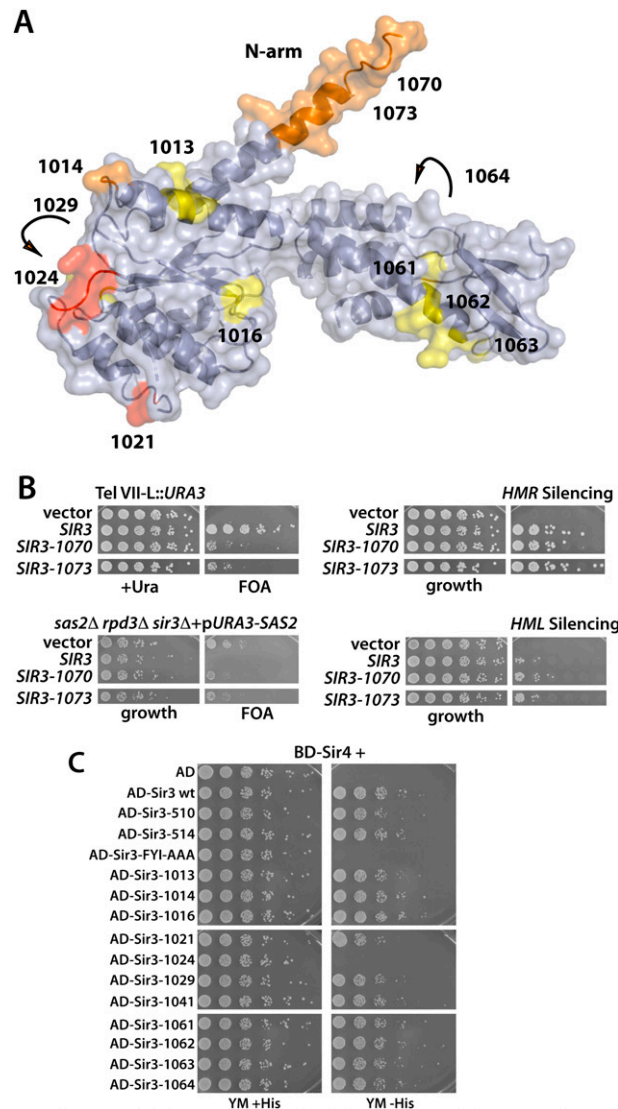 A
N-arm
1070
1073
1013
1014
1064
1029
1024
1061
1062
1016
1063
1021
B
Tel VII-L::URA3
HMR Silencing
vector
SIR3
SIR3-1070
SIR3-1073
+Ura
FOA
vector
SIR3
SIR3-1070
SIR3-1073
growth
sas2Δ rpd3Δ sir3Δ+pURA3-SAS2
HML Silencing
vector
SIR3
SIR3-1070
SIR3-1073
growth
FOA
vector
SIR3
SIR3-1070
SIR3-1073
growth
C
BD-Sir4 +
AD
AD-Sir3 wt
AD-Sir3-510
AD-Sir3-514
AD-Sir3-FYI-AAA
AD-Sir3-1013
AD-Sir3-1014
AD-Sir3-1016
AD-Sir3-1021
AD-Sir3-1024
AD-Sir3-1029
AD-Sir3-1041
AD-Sir3-1061
AD-Sir3-1062
AD-Sir3-1063
AD-Sir3-1064
YM +His
YM -His